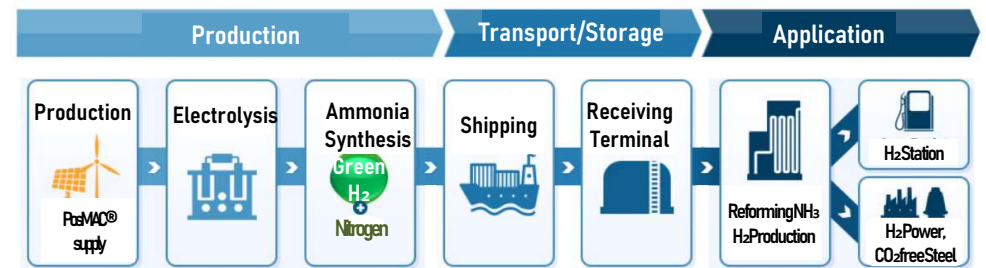 Production
Transport/Storage
Application
Production
PosMAC® supply
Electrolysis
Ammonia
Synthesis
Green
H₂
Nitrogen
Shipping
Receiving
Terminal
ReformingNH₃
H₂Production
H₂Station
H₂Power,
CO₂freeSteel